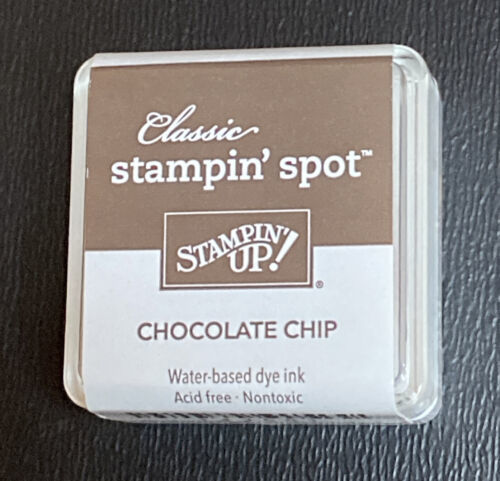 Classic
stampin' spot™
STAMPIN'
UP!®
CHOCOLATE CHIP
Water-based dye ink
Acid free · Nontoxic